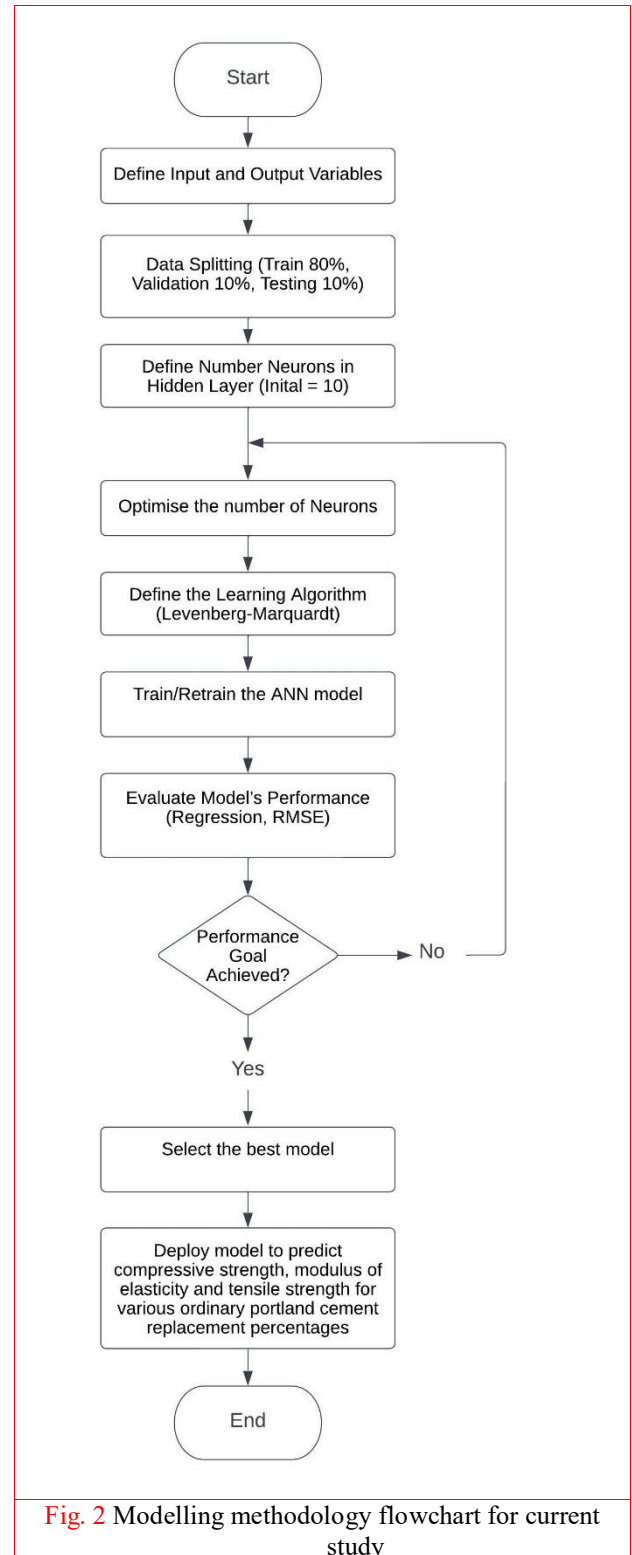 Start
Define Input and Output Variables
Data Splitting (Train 80%,
Validation 10%, Testing 10%)
Define Number Neurons in
Hidden Layer (Inital = 10)
Optimise the number of Neurons
Define the Learning Algorithm
(Levenberg-Marquardt)
Train/Retrain the ANN model
Evaluate Model's Performance
(Regression, RMSE)
Performance
Goal
Achieved?
No
Yes
Select the best model
Deploy model to predict
compressive strength, modulus of
elasticity and tensile strength for
various ordinary portland cement
replacement percentages
End
Fig. 2 Modelling methodology flowchart for current
study